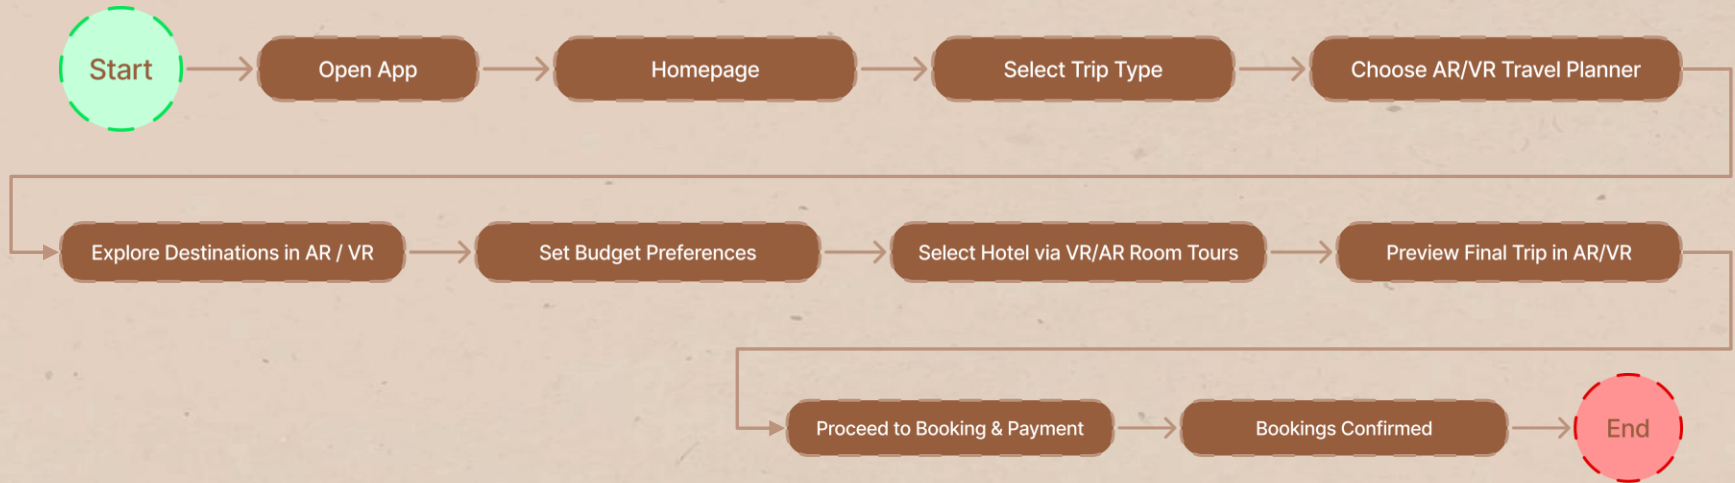 Start
Open App
Homepage
Select Trip Type
Choose AR/VR Travel Planner
Explore Destinations in AR / VR
Set Budget Preferences
Select Hotel via VR/AR Room Tours
Preview Final Trip in AR/VR
Proceed to Booking & Payment
Bookings Confirmed
End